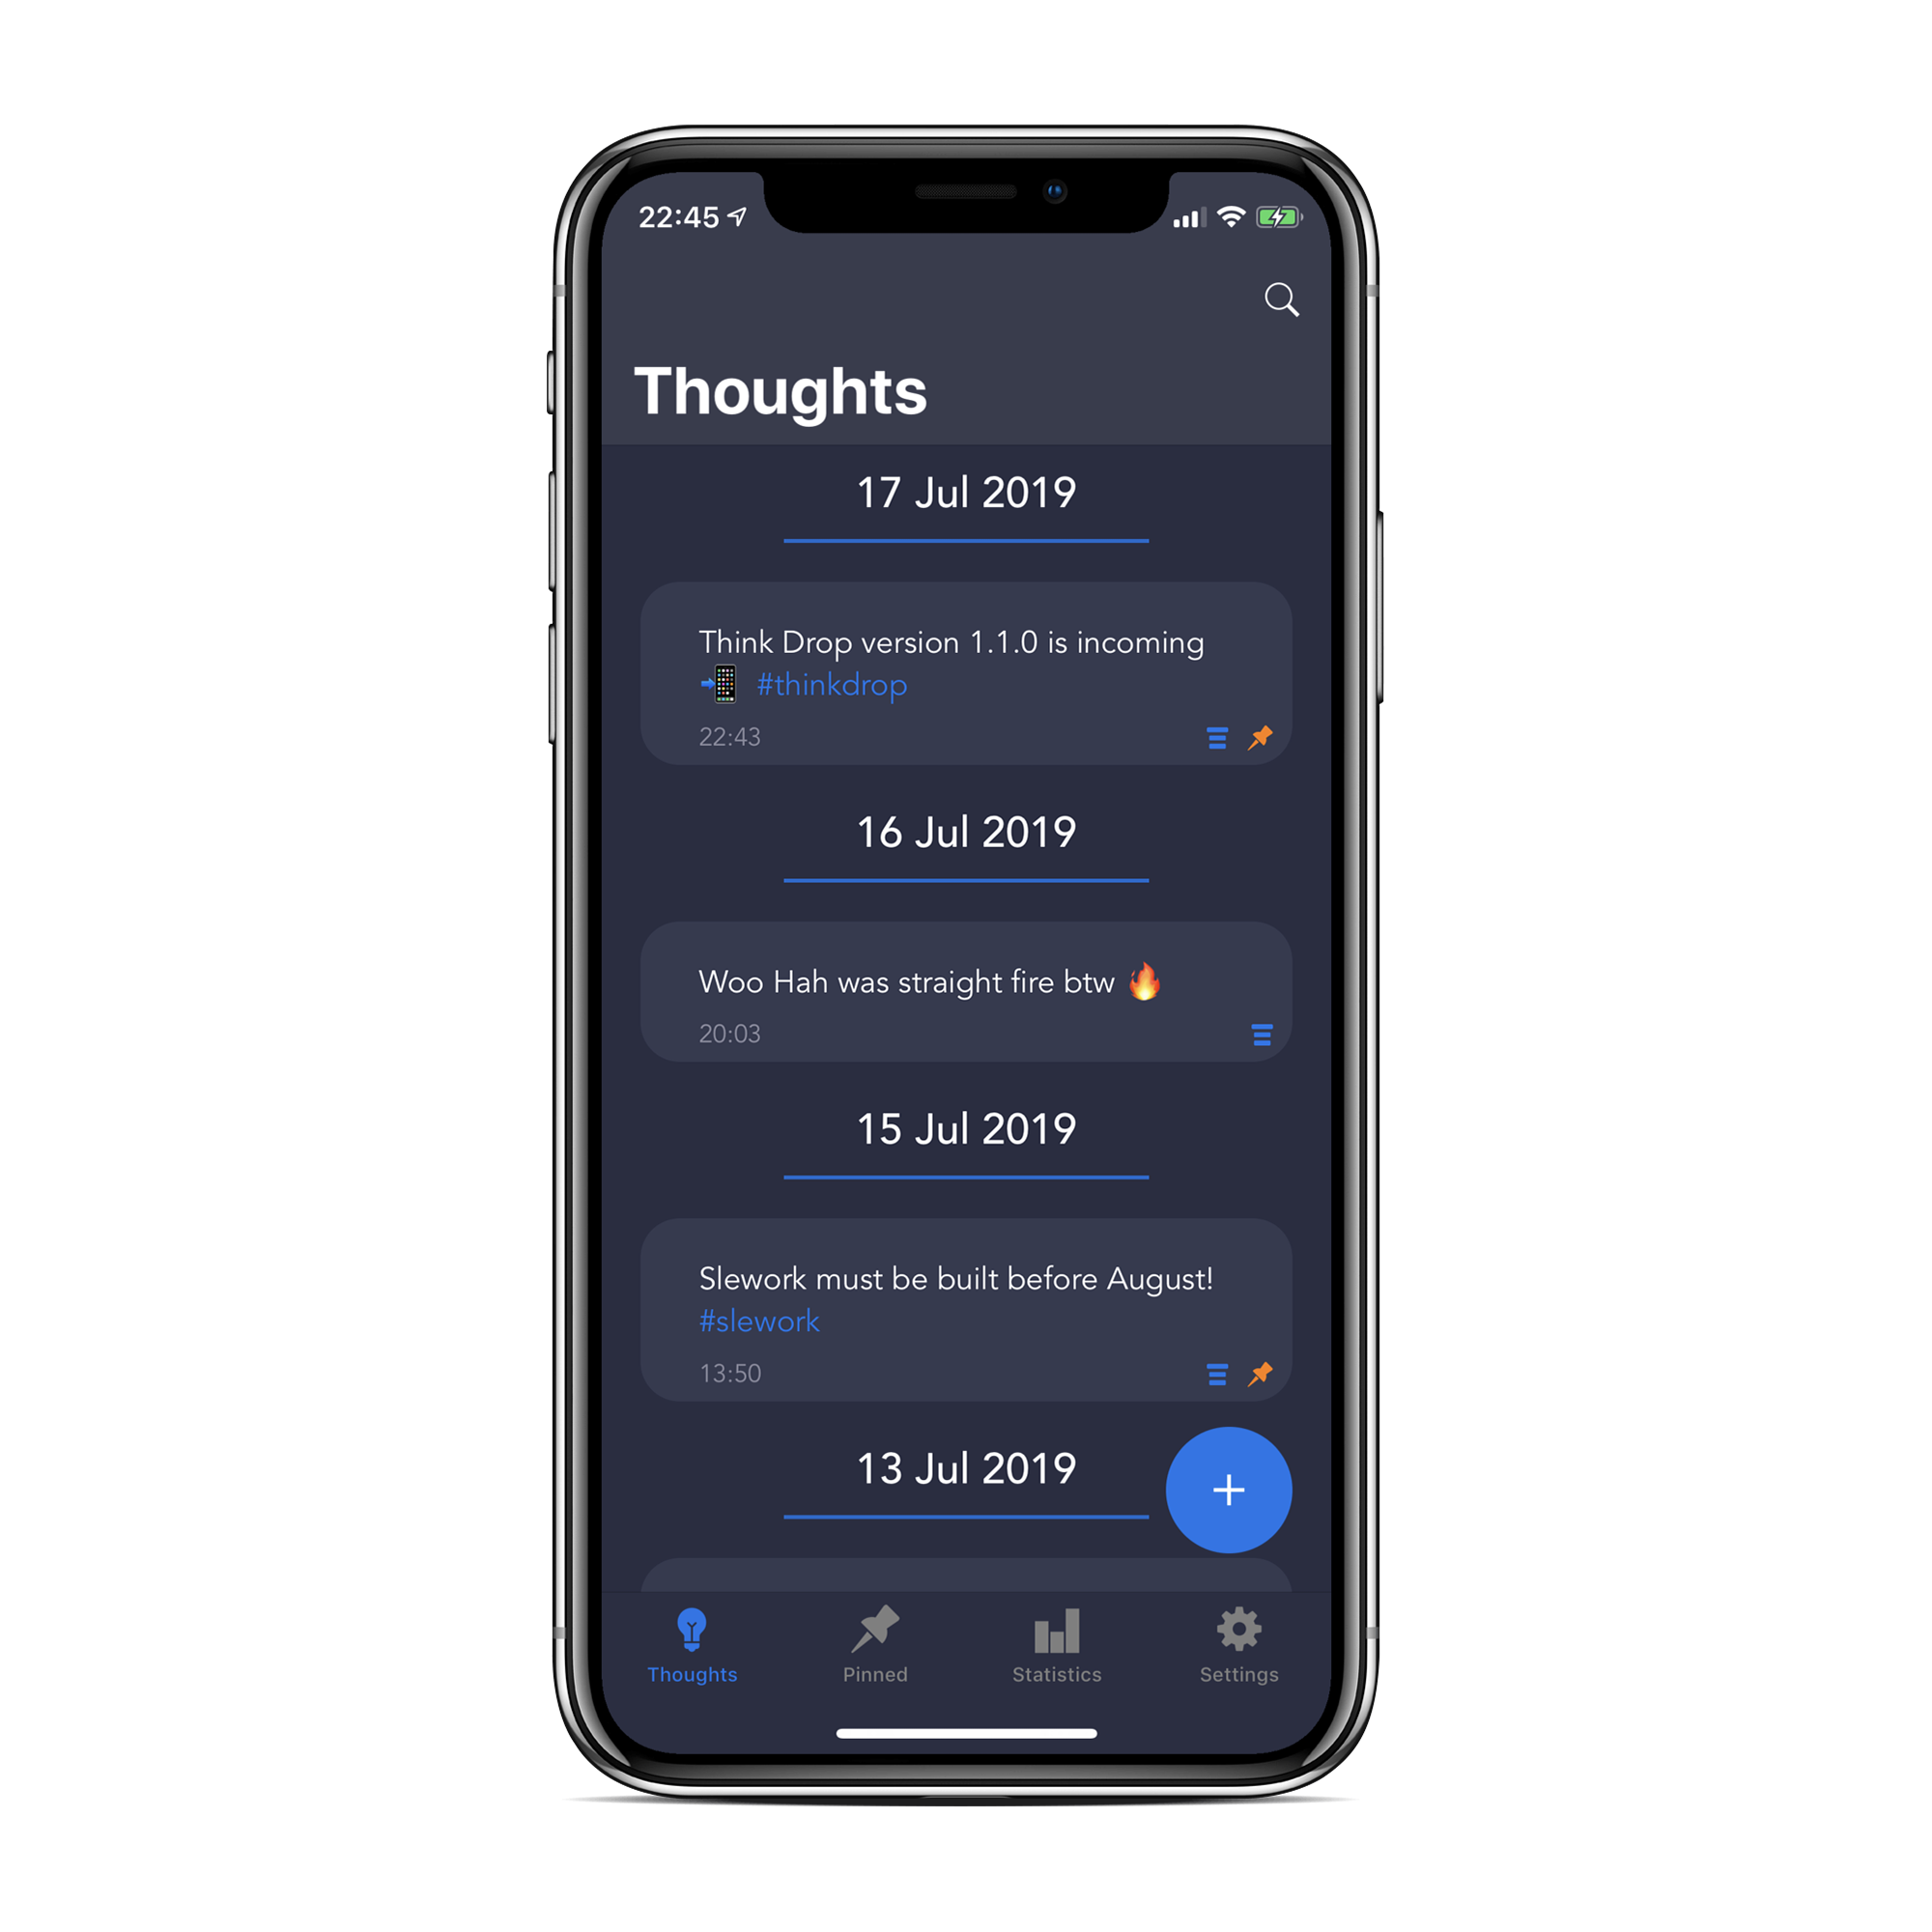 22:45
Thoughts
17 Jul 2019
Think Drop version 1.1.0 is incoming
📲 #thinkdrop
22:43
16 Jul 2019
Woo Hah was straight fire btw 🔥
20:03
15 Jul 2019
Slework must be built before August!
#slework
13:50
13 Jul 2019
+
Thoughts Pinned Statistics Settings